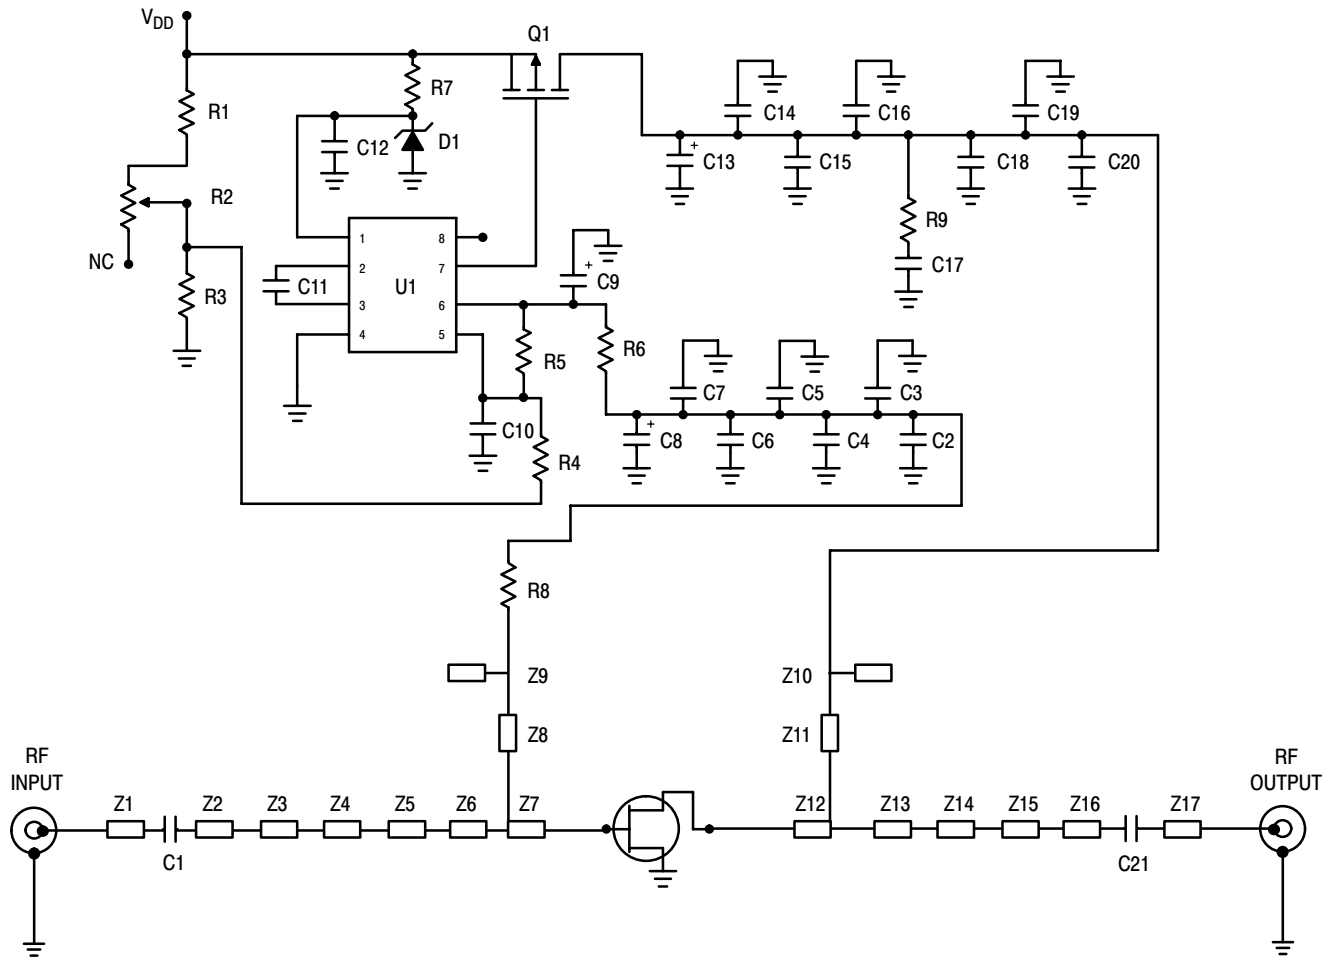 VDD
Q1
R7
R1
C14
C16
C19
C12
D1
C13
C15
C18
C20
R2
R9
NC
1
8
2
7
C17
C11
U1
C9
R3
3
6
4
5
R5
R6
C7
C5
C3
+
+
+
C10
C8
C6
C4
C2
R4
R8
Z9
Z10
Z8
Z11
RF
INPUT
RF
OUTPUT
Z1
Z2
Z3
Z4
Z5
Z6
Z7
Z12
Z13
Z14
Z15
Z16
Z17
C1
C21